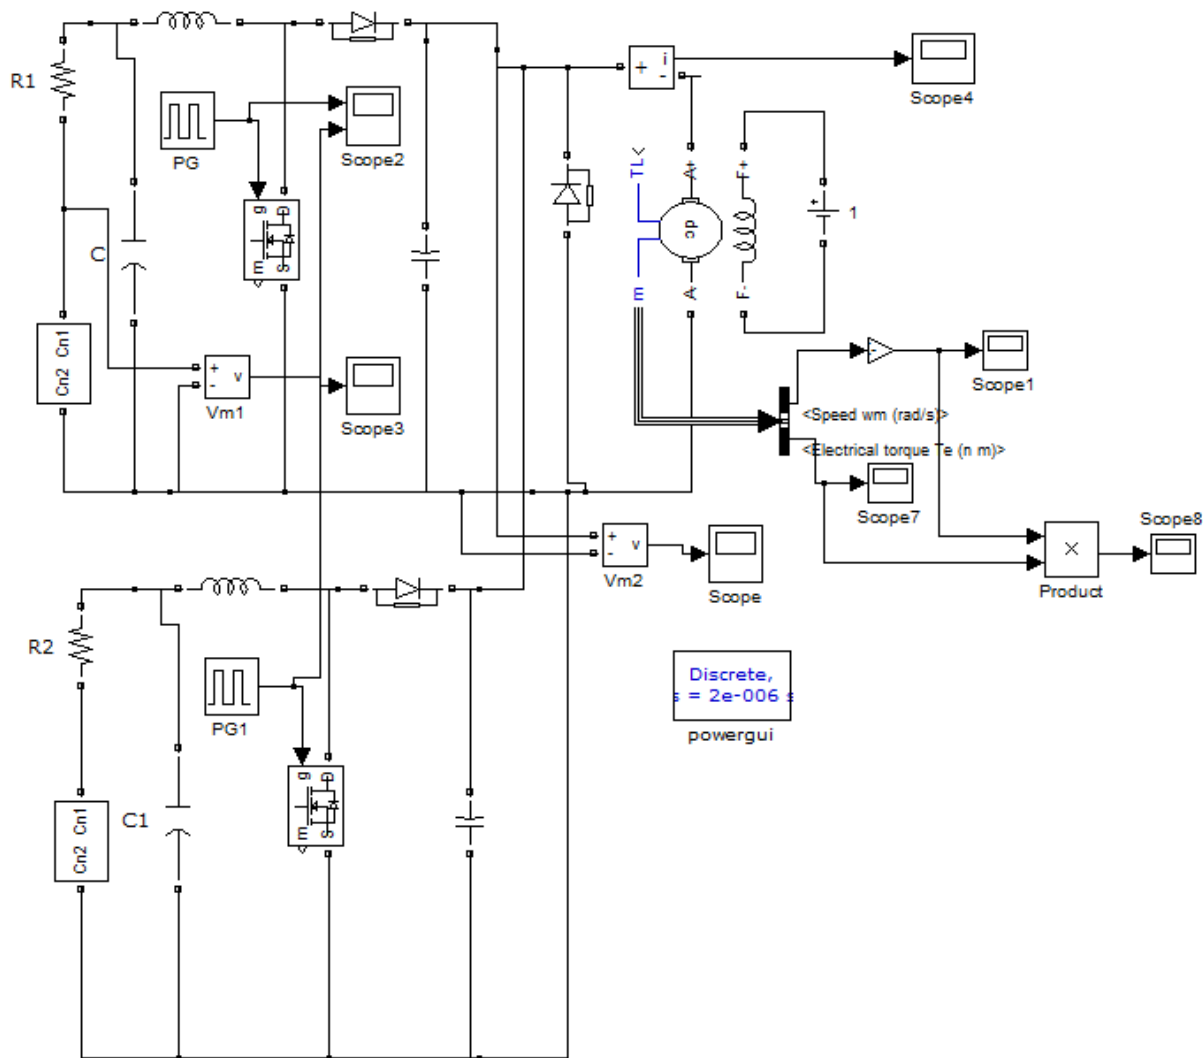 R1
PG
Scope2
i
+
-
Scope4
TL
A+
F+
g
D
m
S
C
dc
+
1
m
A-
F-
Cn1
Cn2
+
-
v
Vm1
Scope3
Scope1
<Speed wm (rad/s)>
<Electrical torque Te (n m)>
Scope7
Scope8
Product
+
-
v
Vm2
Scope
R2
PG1
g
D
m
S
Discrete,
s = 2e-006 s
powergui
Cn1
Cn2
C1